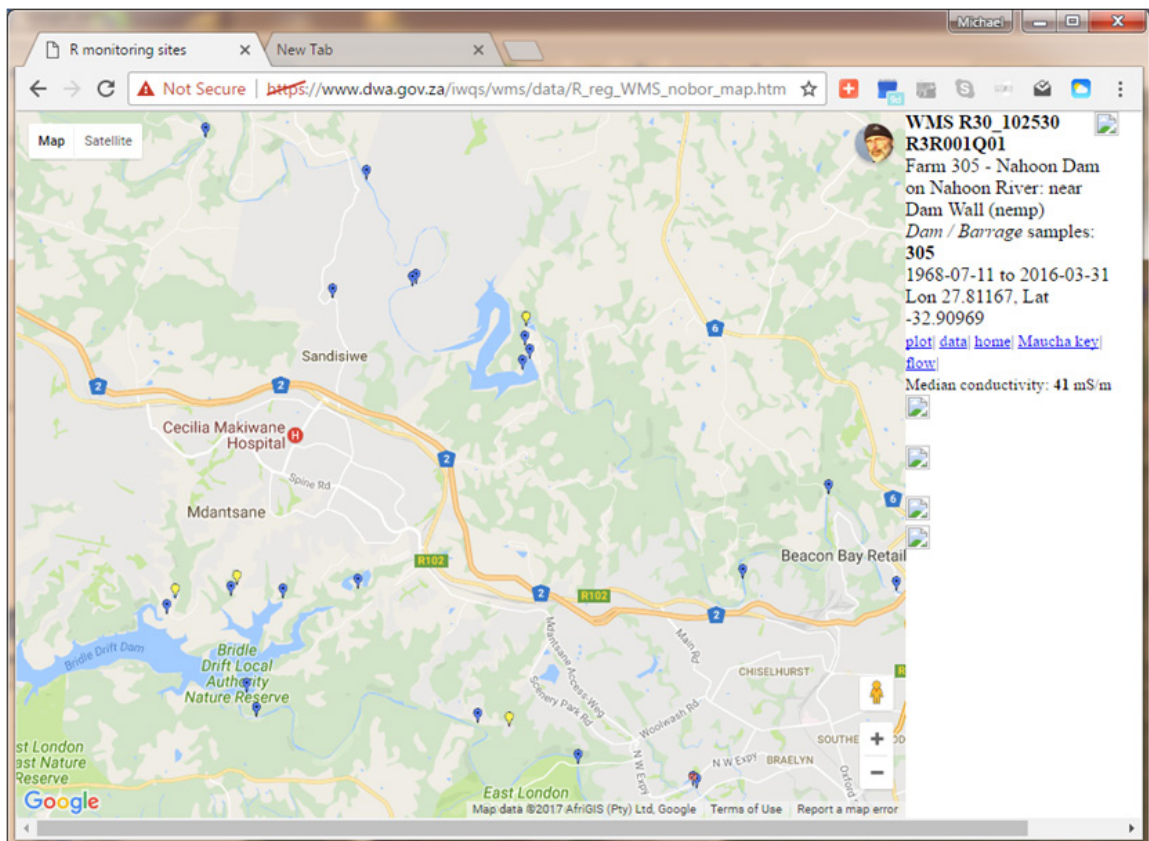 Michael
R monitoring sites
New Tab
Not Secure
https://www.dwa.gov.za/iwqs/wms/data/R_reg_WMS_nobor_map.htm
Map
Satellite
WMS R30_102530
R3R001Q01
Farm 305 - Nahoon Dam
on Nahoon River: near
Dam Wall (nemp)
Dam / Barrage samples:
305
1968-07-11 to 2016-03-31
Lon 27.81167, Lat
-32.90969
plot| data| home| Maucha key|
flow|
Median conductivity: 41 mS/m
6
Sandisiwe
2
2
Cecilia Makiwane
Hospital
H
2
Spine Rd
6
Mdantsane
Beacon Bay Retail
R102
2
R102
2
Bridle Drift Dam
Bridle
Drift Local
Authority
Nature Reserve
Mdantsane Access-Weg
Main Rd
CHISELHURST
R
Scenery Park Rd
Woolwash Rd
st London
ast Nature
Reserve
N W Expy
N W Expy
BRAELYN
SOUTHE
OD
Oxford
East London
+
−
Google
Map data ©2017 AfriGIS (Pty) Ltd, Google
Terms of Use
Report a map error